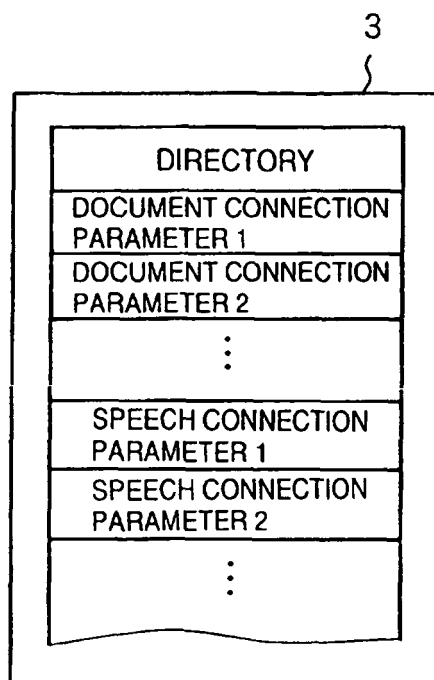 3
DIRECTORY
DOCUMENT CONNECTION
PARAMETER 1
DOCUMENT CONNECTION
PARAMETER 2
⋮
SPEECH CONNECTION
PARAMETER 1
SPEECH CONNECTION
PARAMETER 2
⋮